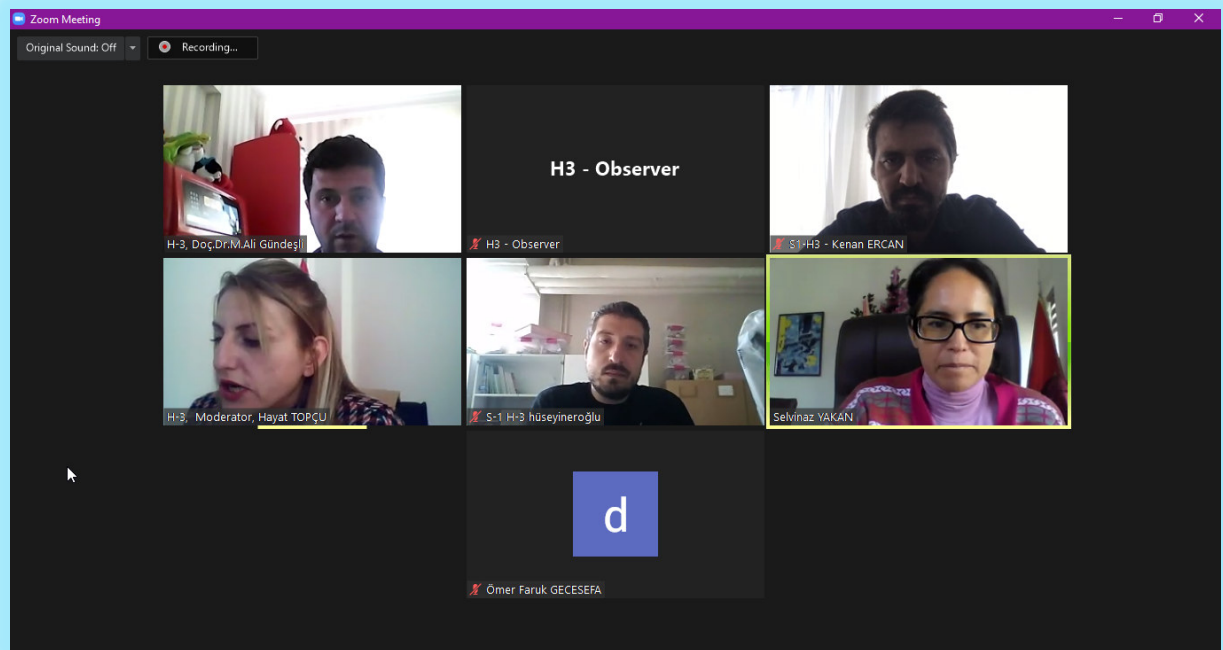 Zoom Meeting
Original Sound: Off
Recording...
H3 - Observer
H-3, Doç.Dr.M.Ali Gündeşli
H3 - Observer
S1-H3 - Kenan ERCAN
H-3, Moderator, Hayat TOPÇU
S-1 H-3 hüseyineroğlu
Selvinaz YAKAN
d
Ömer Faruk GECESEFA